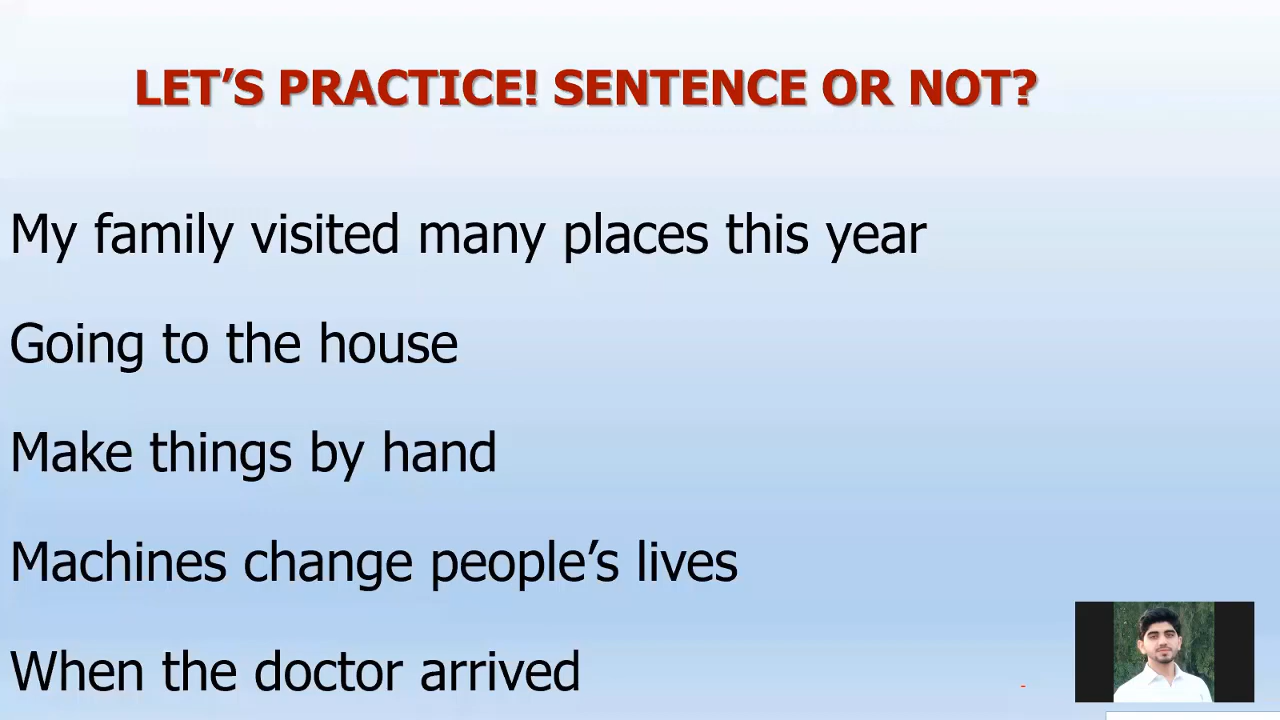 LET’S PRACTICE! SENTENCE OR NOT?
My family visited many places this year
Going to the house
Make things by hand
Machines change people’s lives
When the doctor arrived